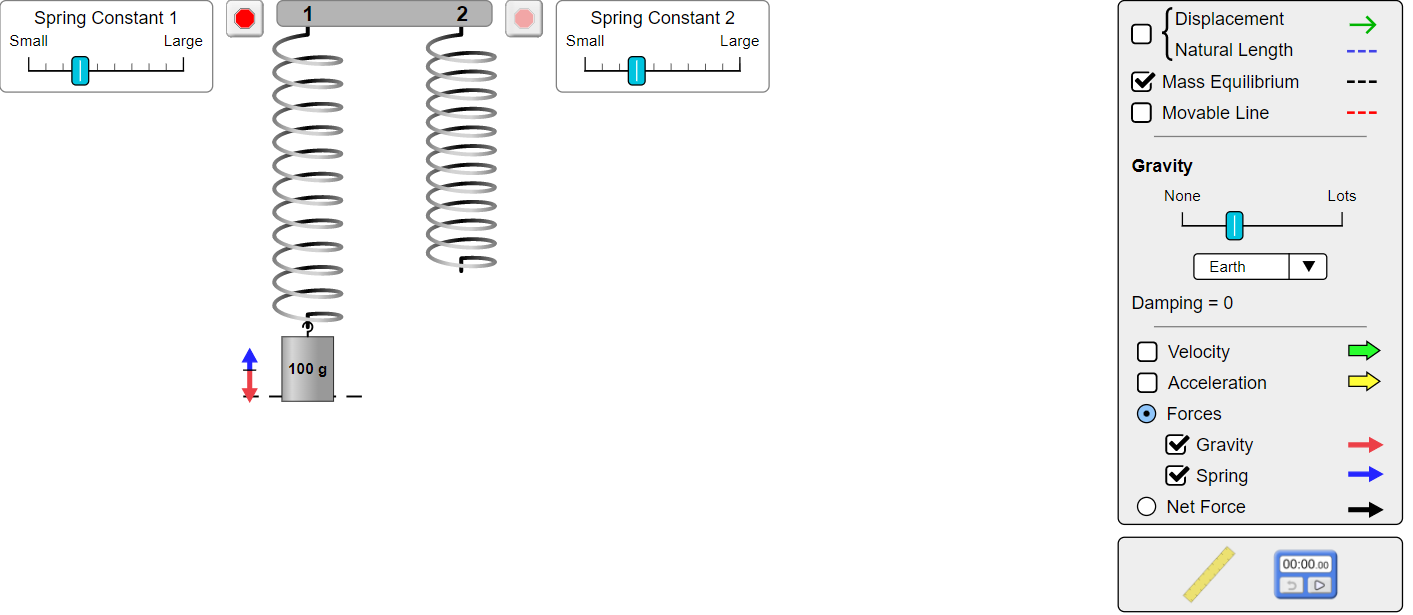 Spring Constant 1
Small Large
1 2
Spring Constant 2
Small Large
100 g
Displacement
Natural Length
Mass Equilibrium
Movable Line
Gravity
None Lots
Earth
Damping = 0
Velocity
Acceleration
Forces
Gravity
Spring
Net Force
00:00.00